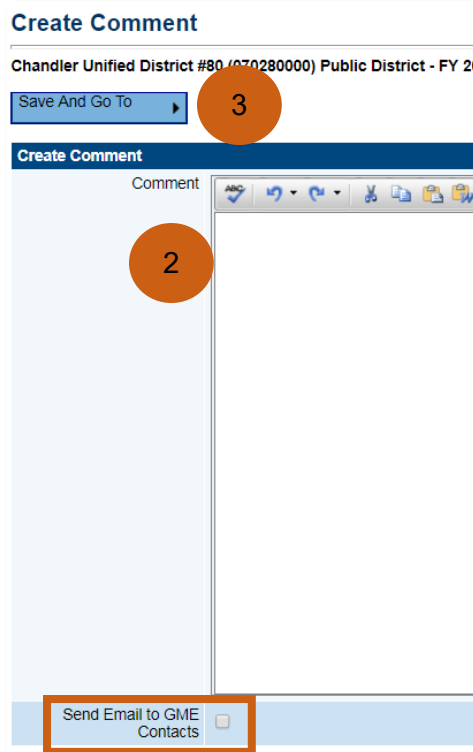 Create Comment
Chandler Unified District #80 (070280000) Public District - FY 20
Save And Go To
3
Create Comment
Comment
ABC
2
Send Email to GME
Contacts